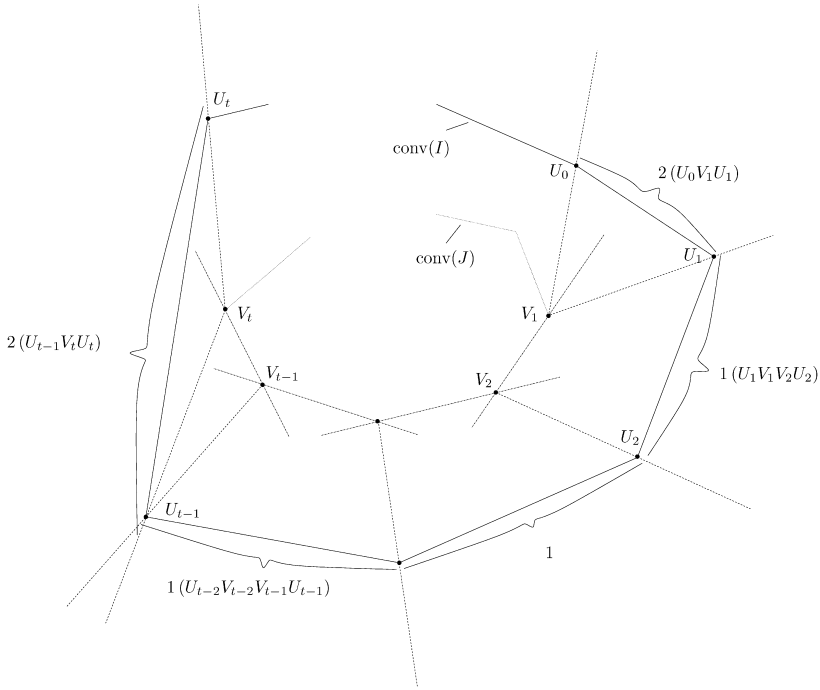 U_t
conv(I)
U_0
2 (U_0V_1U_1)
U_1
conv(J)
V_1
V_t
2 (U_{t−1}V_tU_t)
V_{t−1}
V_2
1 (U_1V_1V_2U_2)
U_2
U_{t−1}
1
1 (U_{t−2}V_{t−2}V_{t−1}U_{t−1})